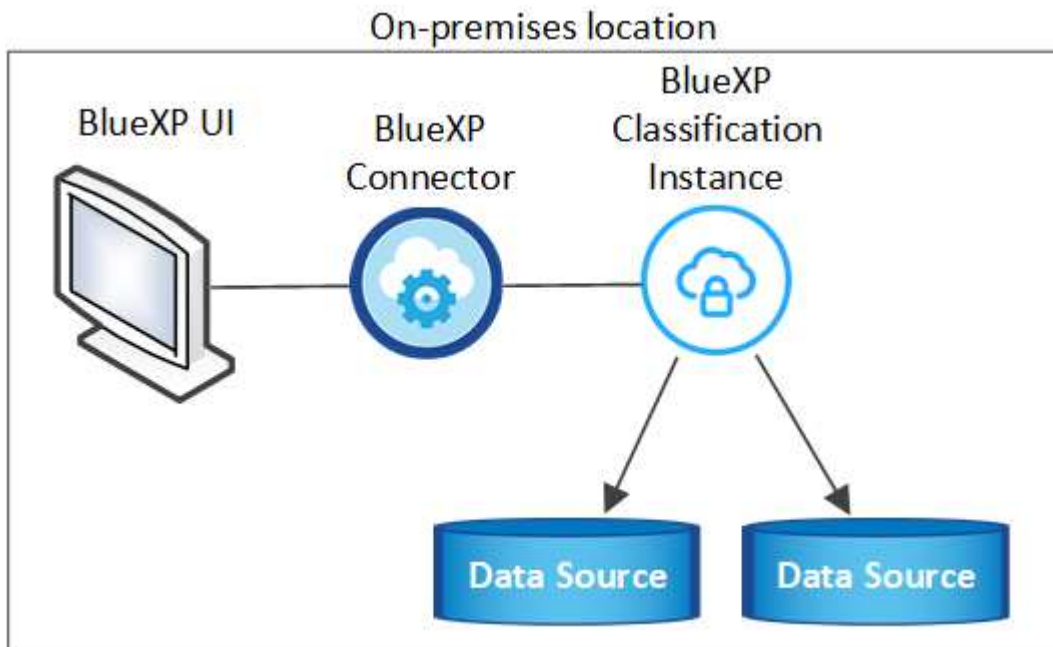 On-premises location
BlueXP UI
BlueXP
Connector
BlueXP
Classification
Instance
Data Source
Data Source